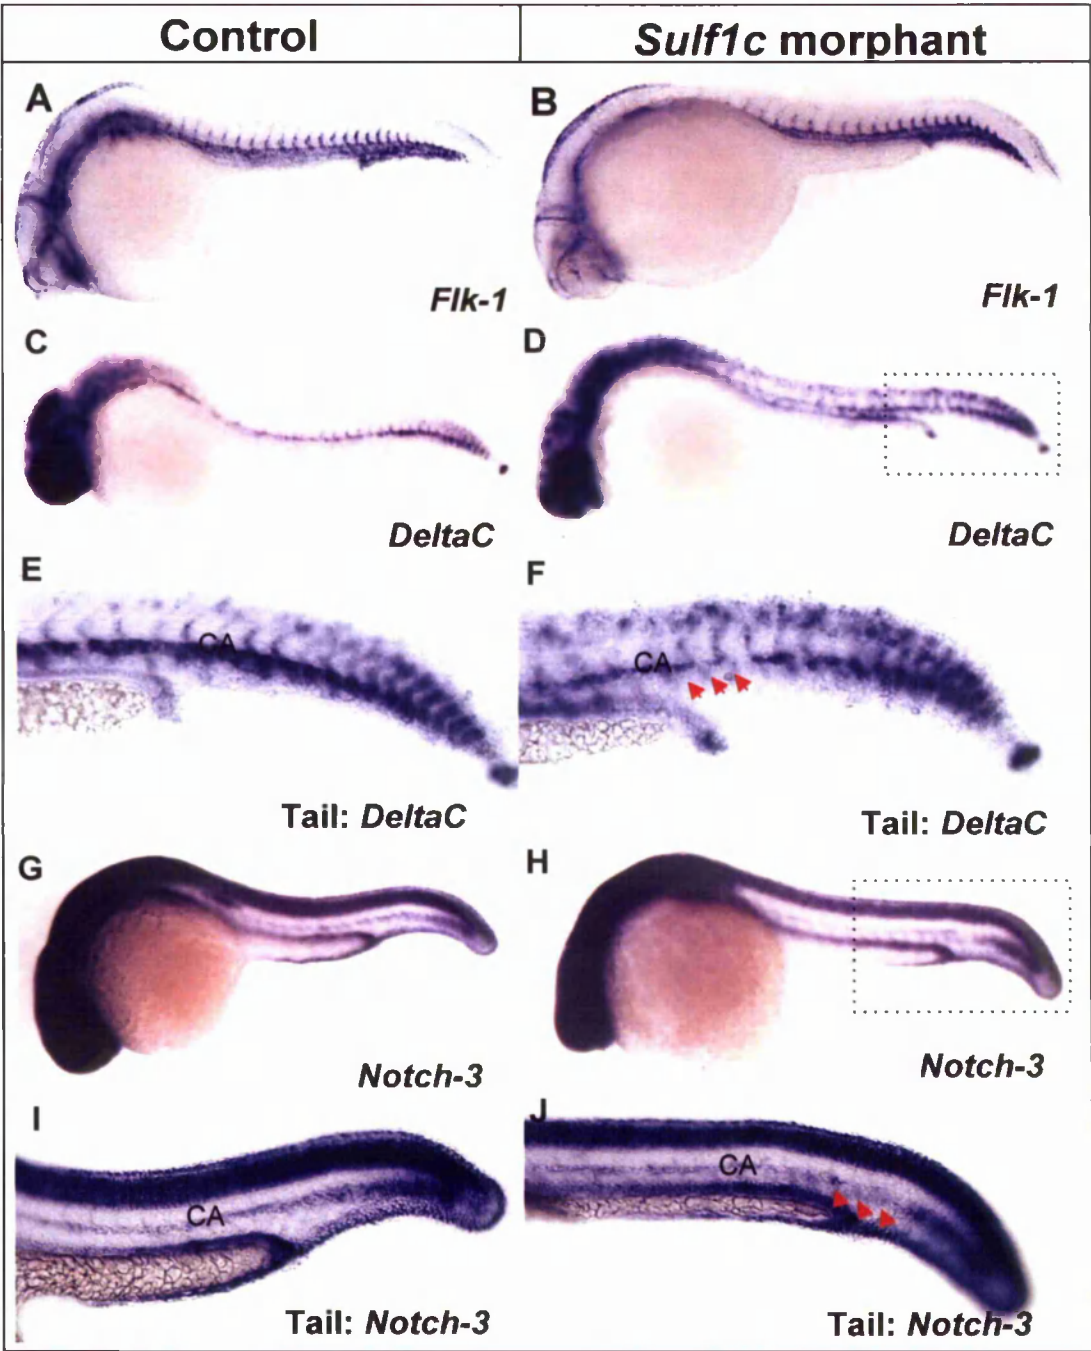 Control
Sulf1c morphant
A
B
Flk-1
Flk-1
C
D
DeltaC
DeltaC
E
F
CA
CA
Tail: DeltaC
Tail: DeltaC
G
H
Notch-3
Notch-3
I
J
CA
CA
Tail: Notch-3
Tail: Notch-3